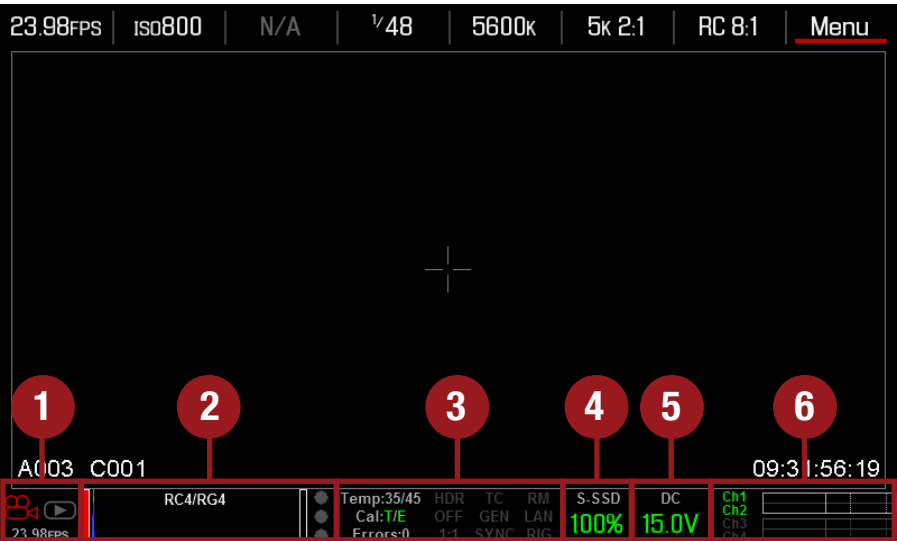 23.98FPS ISO800 N/A 1/48 5600K 5K 2:1 RC 8:1 Menu
1 2 3 4 5 6
A003 C001 09:31:56:19
RC4/RG4 Temp:35/45 HDR TC RM S-SSD DC Ch1
Cal:T/E OFF GEN LAN 100% 15.0V Ch2
23.98FPS Errors:0 1:1 SYNC RIG Ch3
Ch4